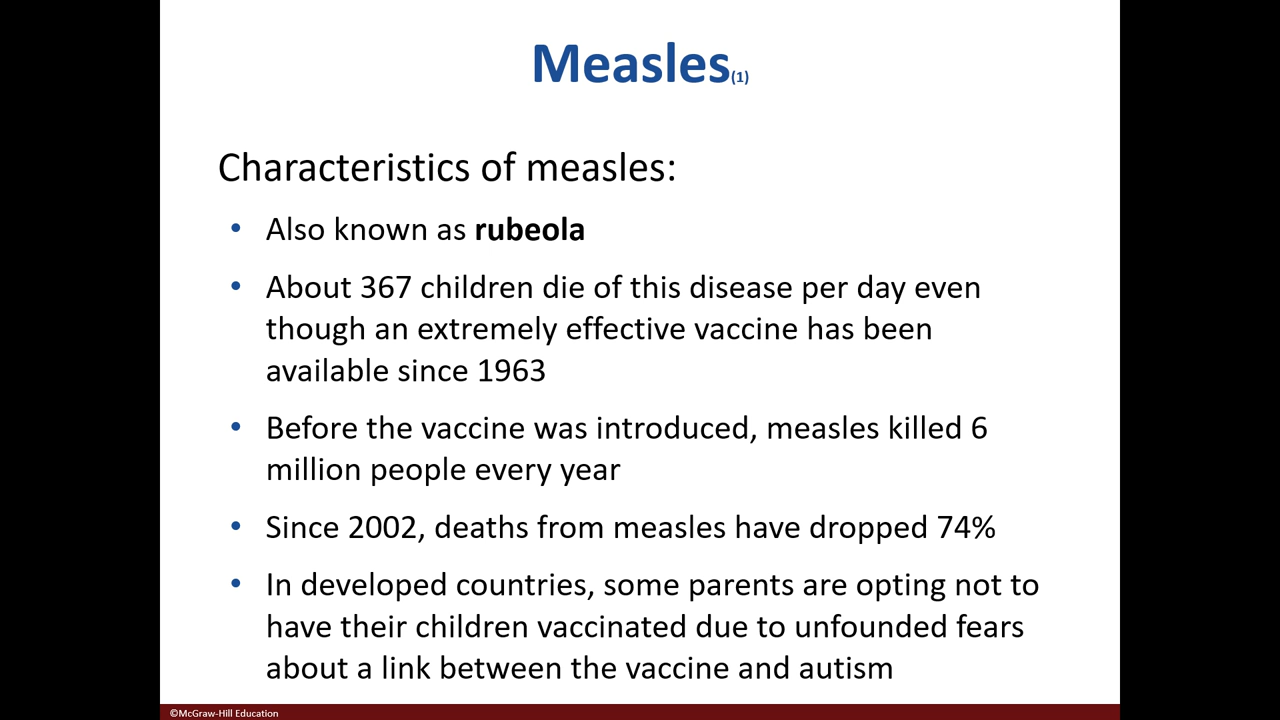 Measles(1)
Characteristics of measles:
• Also known as rubeola
• About 367 children die of this disease per day even
though an extremely effective vaccine has been
available since 1963
• Before the vaccine was introduced, measles killed 6
million people every year
• Since 2002, deaths from measles have dropped 74%
• In developed countries, some parents are opting not to
have their children vaccinated due to unfounded fears
about a link between the vaccine and autism
©McGraw-Hill Education